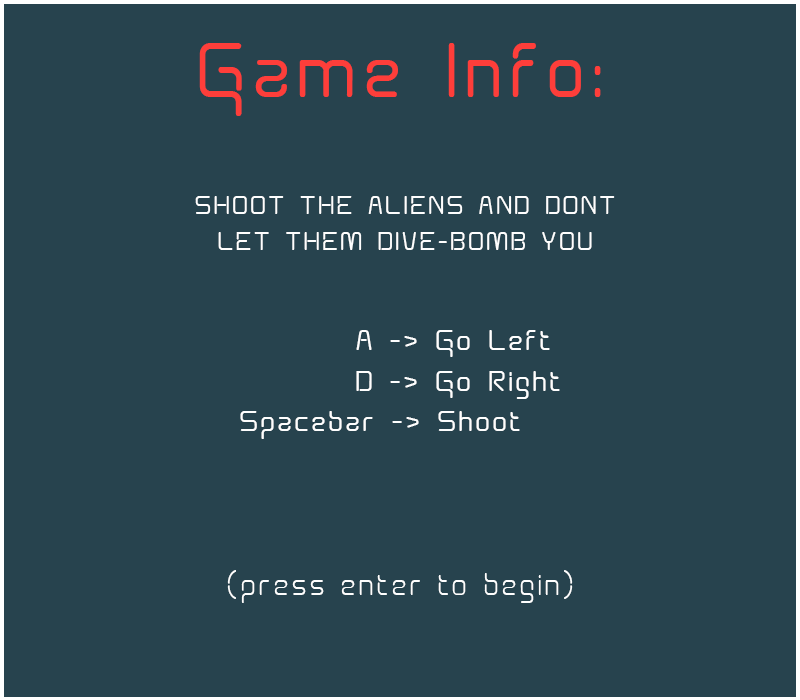 Game Info:
SHOOT THE ALIENS AND DONT
LET THEM DIVE-BOMB YOU
A -> Go Left
D -> Go Right
Spacebar -> Shoot
(press enter to begin)